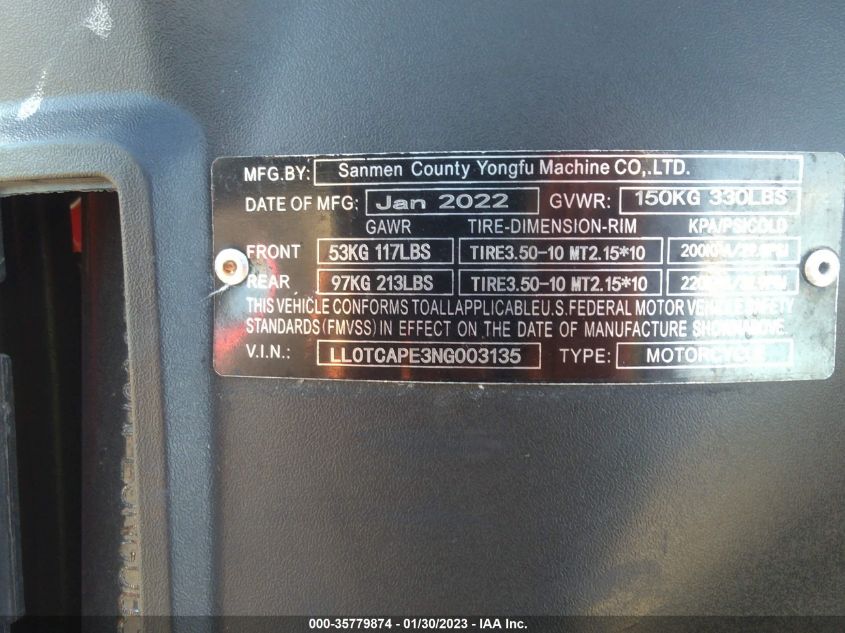 MFG.BY: Sanmen County Yongfu Machine CO,.LTD.
DATE OF MFG: Jan 2022 GVWR: 150KG 330LBS
GAWR TIRE-DIMENSION-RIM KPA/PSICOLD
FRONT 53KG 117LBS TIRE3.50-10 MT2.15*10
REAR 97KG 213LBS TIRE3.50-10 MT2.15*10
THIS VEHICLE CONFORMS TOALLAPPLICABLEU.S.FEDERAL MOTOR VEHICLE SAFETY
STANDARDS(FMVSS)IN EFFECT ON THE DATE OF MANUFACTURE SHOWNABOVE.
V.I.N.: LL0TCAPE3NG003135 TYPE: MOTORCYCLE
000-35779874 - 01/30/2023 - IAA Inc.